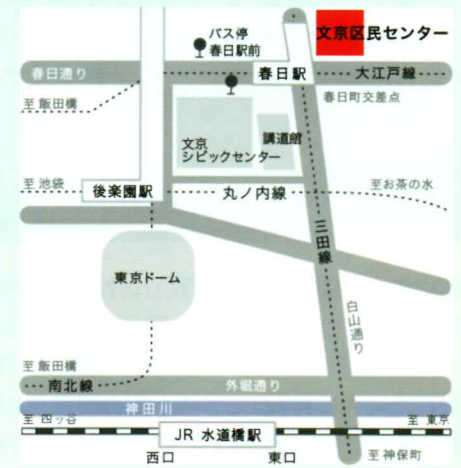 バス停
春日駅前
文京区民センター
春日通り
春日駅
大江戸線
至 飯田橋
春日町交差点
文京
シビックセンター
講道館
至 池袋
後楽園駅
丸ノ内線
至お茶の水
三田線
東京ドーム
白山通り
至 飯田橋
南北線
外堀通り
神田川
至 四ッ谷
至 東京
JR 水道橋駅
西口
東口
至 神保町